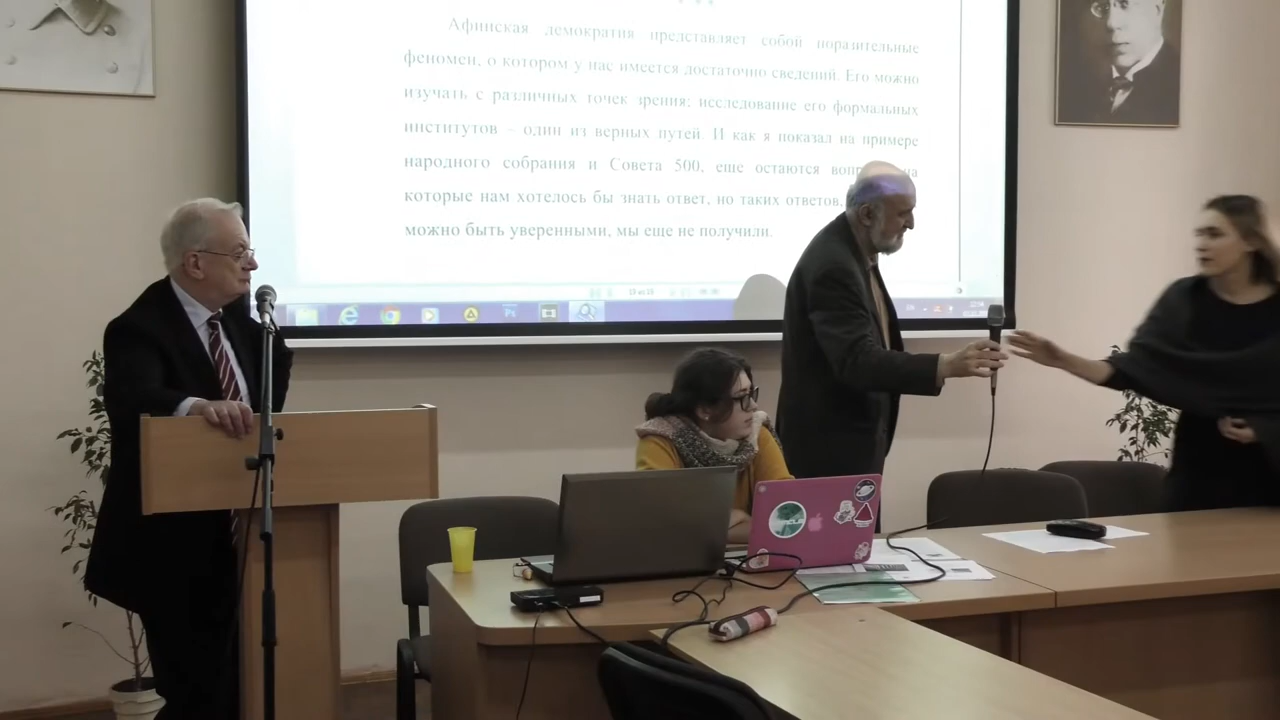 Афинская демократия представляет собой поразительные
феномен, о котором у нас имеется достаточно сведений. Его можно
изучать с различных точек зрения; исследование его формальных
институтов – один из верных путей. И как я показал на примере
народного собрания и Совета 500, еще остаются на
которые нам хотелось бы знать ответ, но таких ответов,
можно быть уверенными, мы еще не получили.